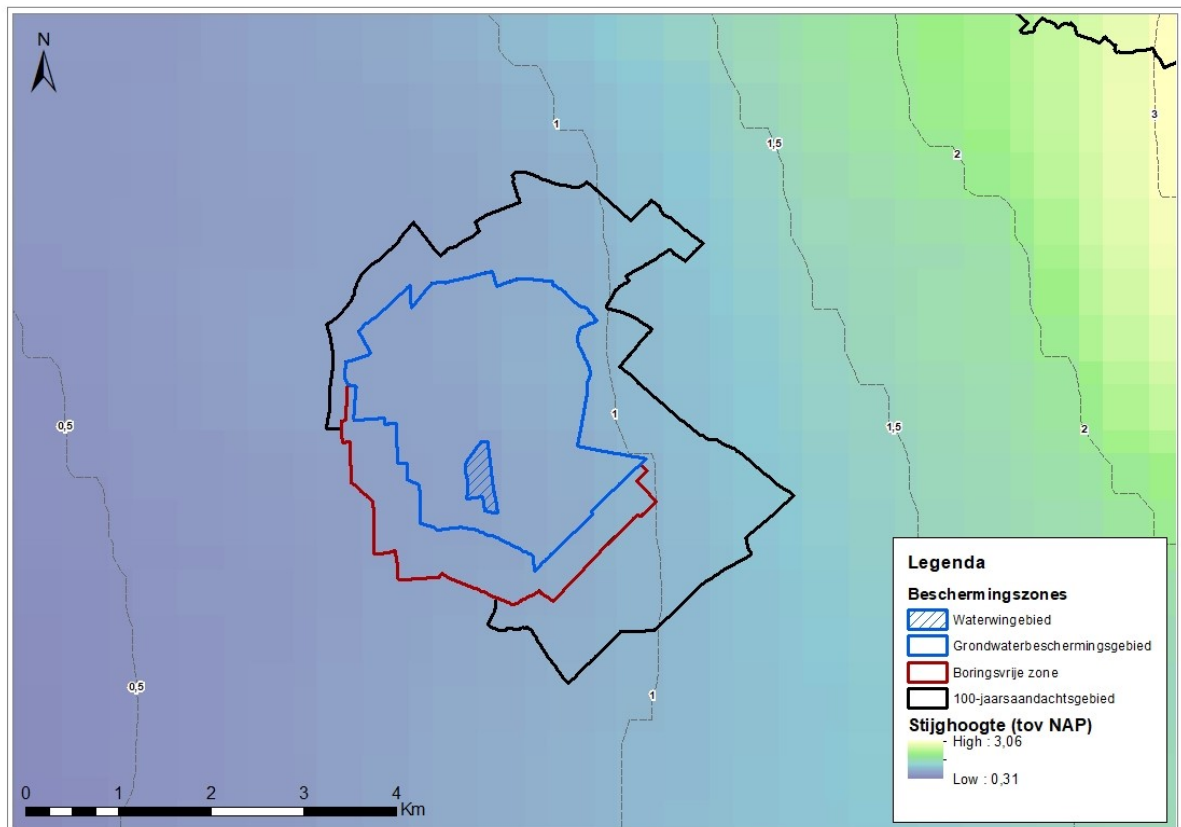 N
1
1,5
2
3
0,5
1
1,5
2
0,5
1
Legenda
Beschermingszones
Waterwingebied
Grondwaterbeschermingsgebied
Boringsvrije zone
100-jaarsaandachtsgebied
Stijghoogte (tov NAP)
High : 3,06
Low : 0,31
0 1 2 3 4
Km